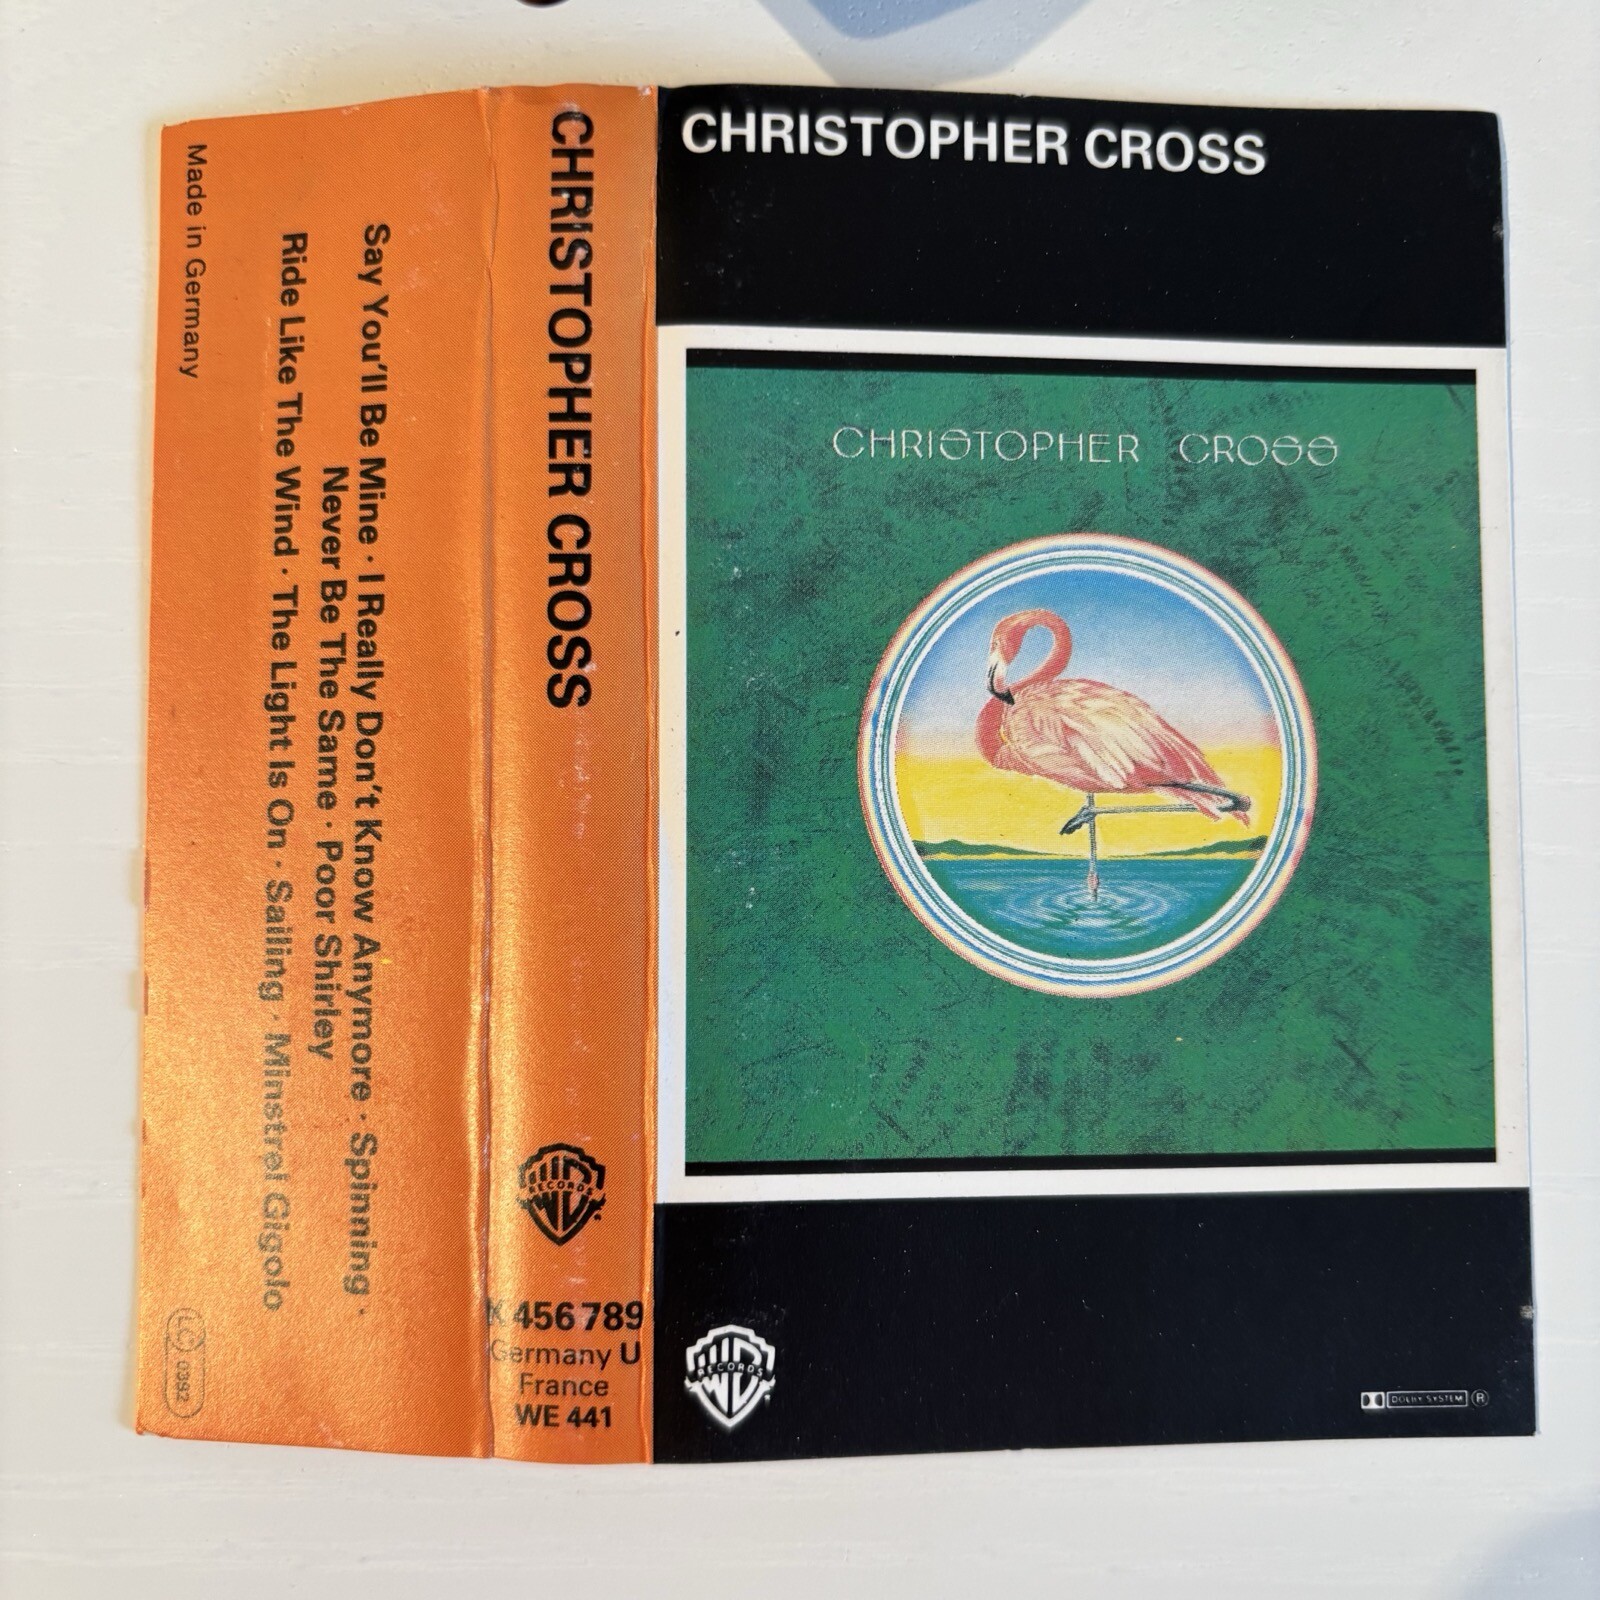 CHRISTOPHER CROSS
CHRISTOPHER CROSS
RECORDS
DOLBY SYSTEM ®
CHRISTOPHER CROSS
RECORDS
K 456 789
Germany U
France
WE 441
Say You'll Be Mine · I Really Don't Know Anymore · Spinning ·
Never Be The Same · Poor Shirley
Ride Like The Wind · The Light Is On · Sailing · Minstrel Gigolo
Made in Germany
LC 0392